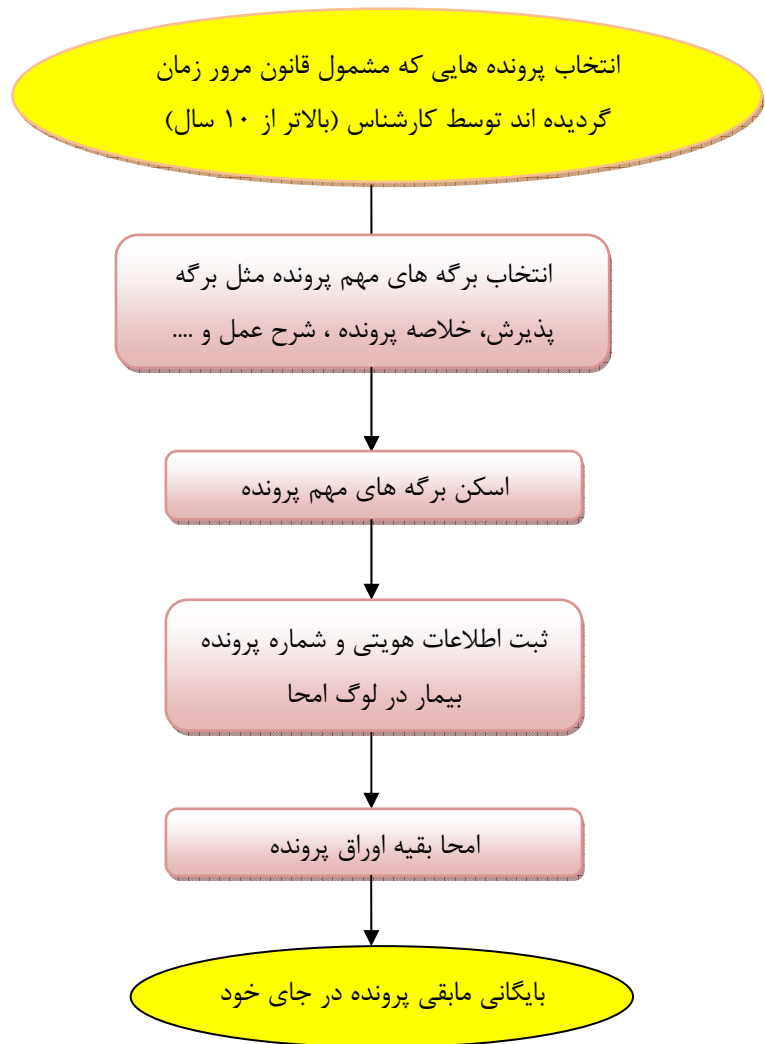 انتخاب پرونده هایی که مشمول قانون مرور زمان
گردیده اند توسط کارشناس (بالاتر از ۱۰ سال)
انتخاب برگه های مهم پرونده مثل برگه
پذیرش، خلاصه پرونده ، شرح عمل و ....
اسکن برگه های مهم پرونده
ثبت اطلاعات هویتی و شماره پرونده
بیمار در لوگ امحا
امحا بقیه اوراق پرونده
بایگانی مابقی پرونده در جای خود